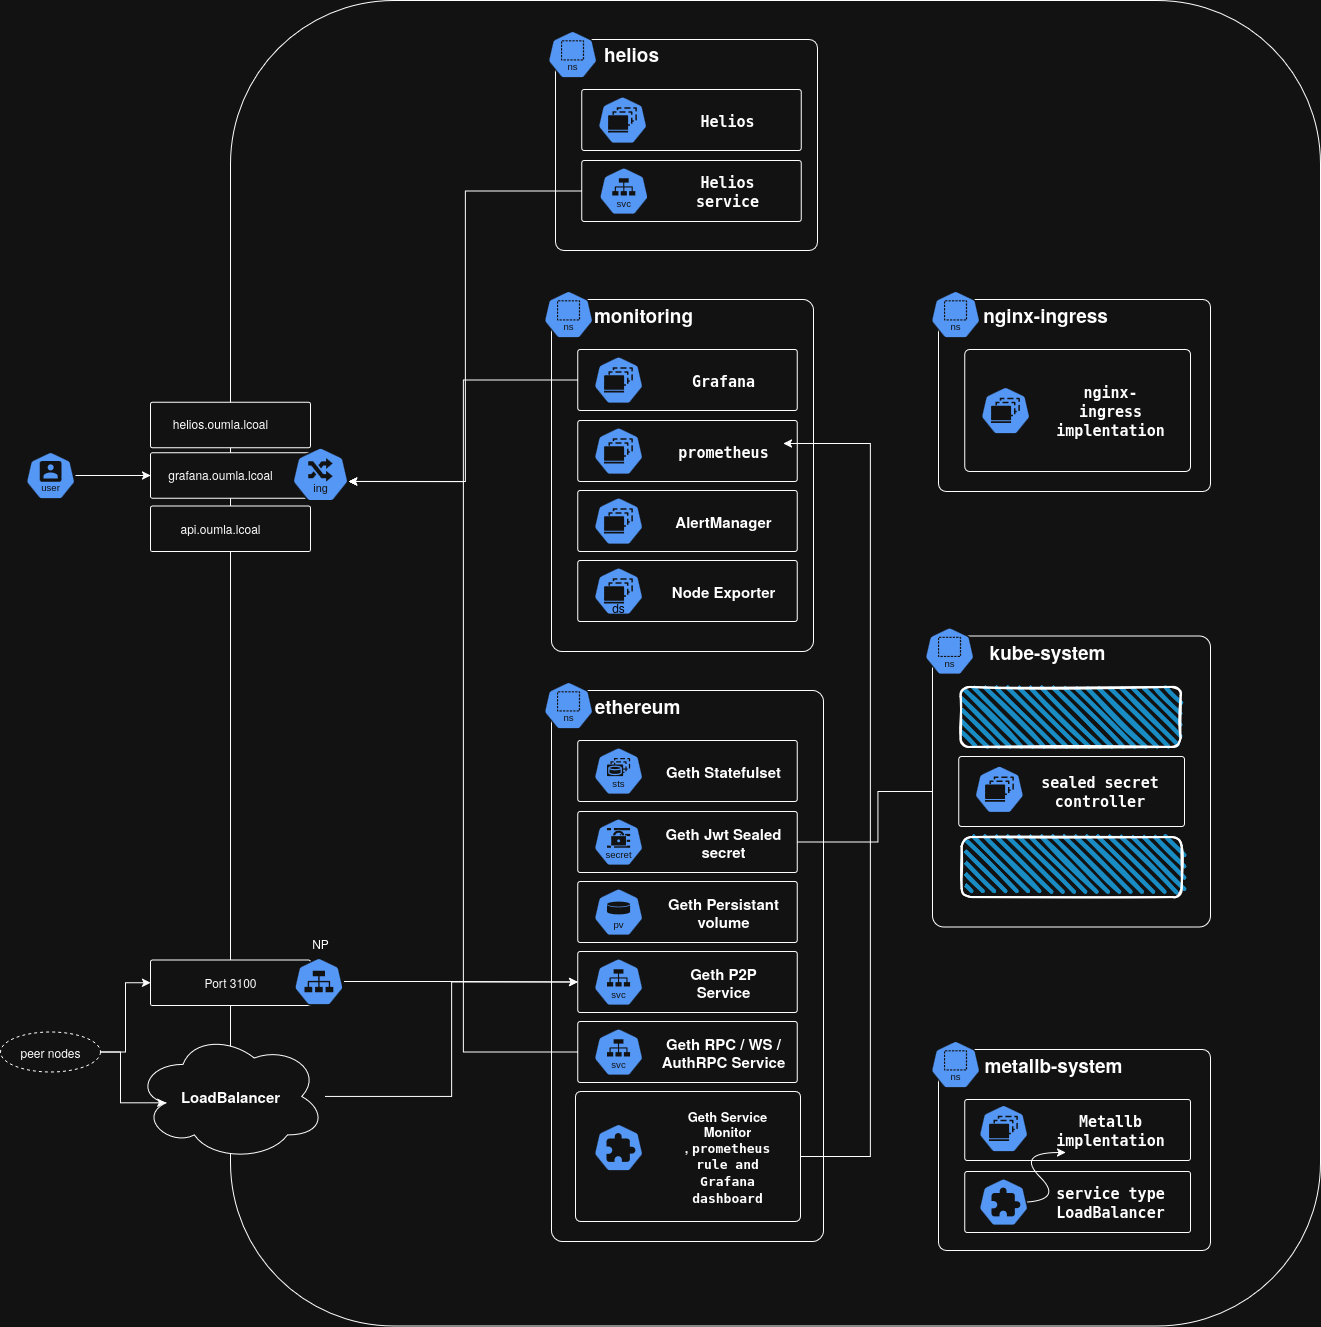 ns
helios
Helios
svc
Helios
service
ns
monitoring
Grafana
prometheus
AlertManager
ds
Node Exporter
ns
nginx-ingress
nginx-
ingress
implentation
helios.oumla.lcoal
user
grafana.oumla.lcoal
ing
api.oumla.lcoal
ns
kube-system
sealed secret
controller
ns
ethereum
sts
Geth Statefulset
secret
Geth Jwt Sealed
secret
pv
Geth Persistant
volume
svc
Geth P2P
Service
svc
Geth RPC / WS /
AuthRPC Service
Geth Service
Monitor
, prometheus
rule and
Grafana
dashboard
NP
Port 3100
peer nodes
LoadBalancer
ns
metallb-system
Metallb
implentation
service type
LoadBalancer